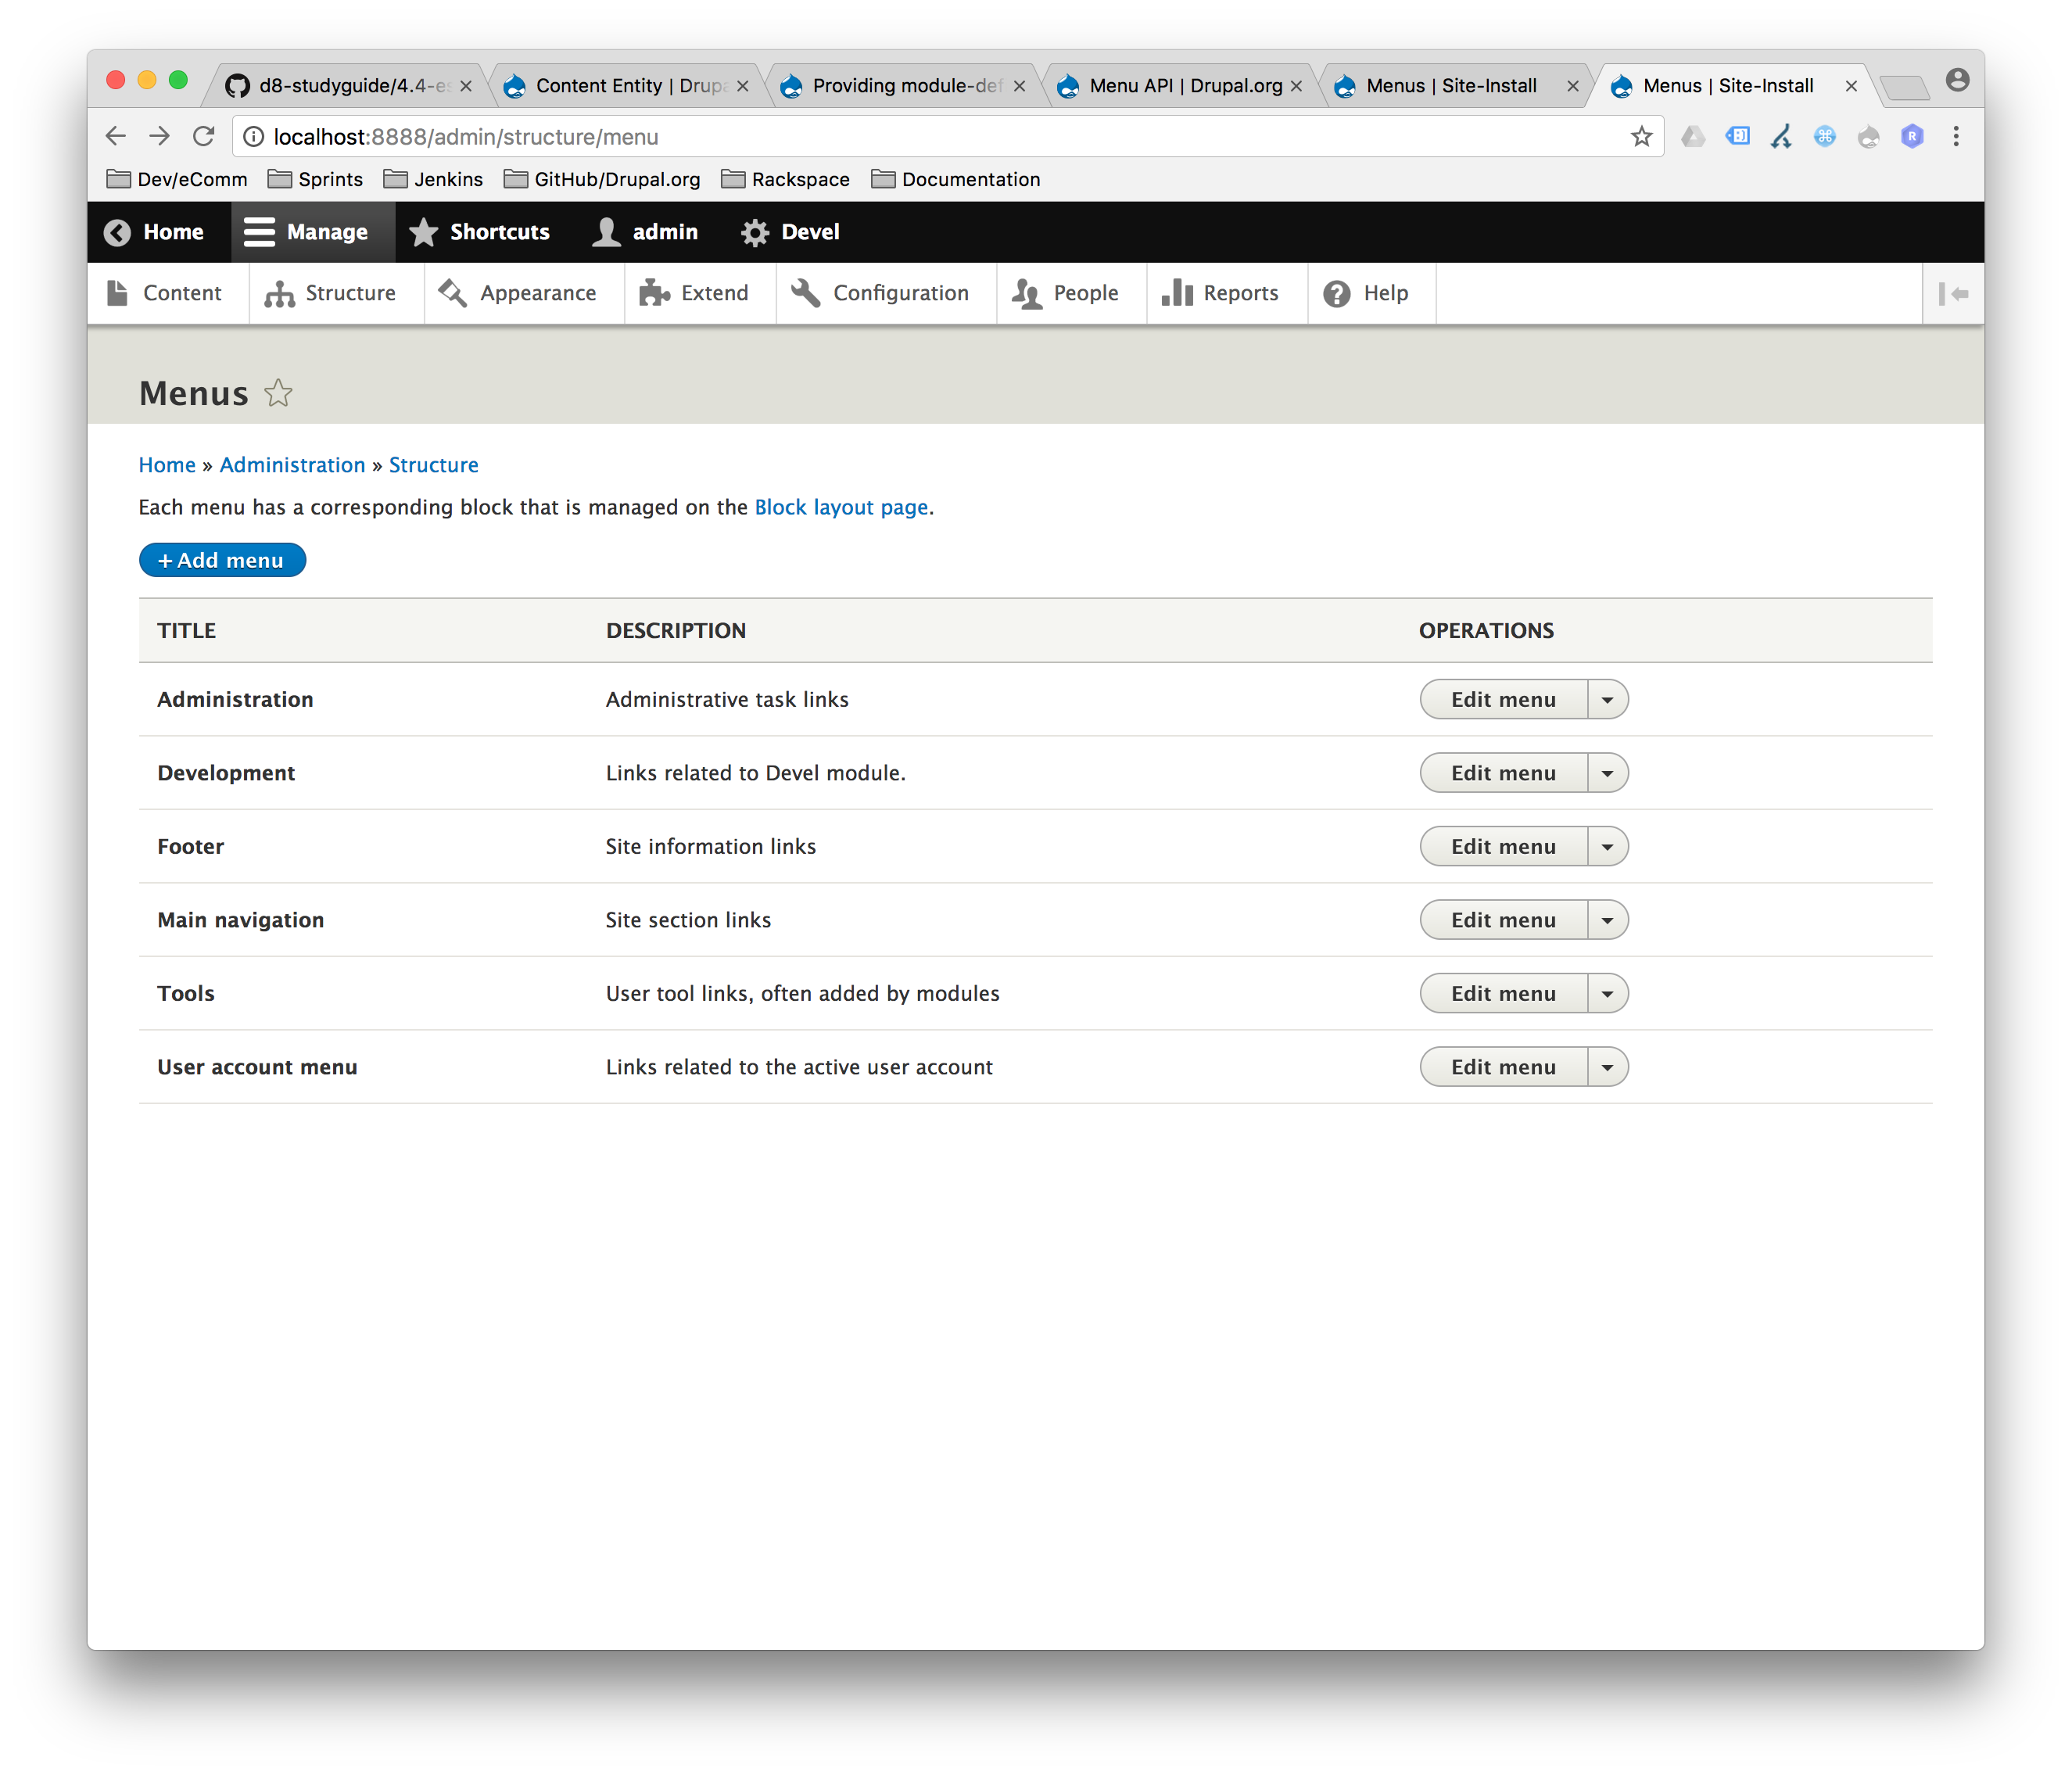 d8-studyguide/4.4-es
Content Entity | Drupa
Providing module-def
Menu API | Drupal.org
Menus | Site-Install
Menus | Site-Install
localhost:8888/admin/structure/menu
Dev/eComm Sprints Jenkins GitHub/Drupal.org Rackspace Documentation
Home Manage Shortcuts admin Devel
Content Structure Appearance Extend Configuration People Reports Help
Menus
Home » Administration » Structure
Each menu has a corresponding block that is managed on the Block layout page.
+ Add menu
TITLE DESCRIPTION OPERATIONS
Administration Administrative task links Edit menu
Development Links related to Devel module. Edit menu
Footer Site information links Edit menu
Main navigation Site section links Edit menu
Tools User tool links, often added by modules Edit menu
User account menu Links related to the active user account Edit menu